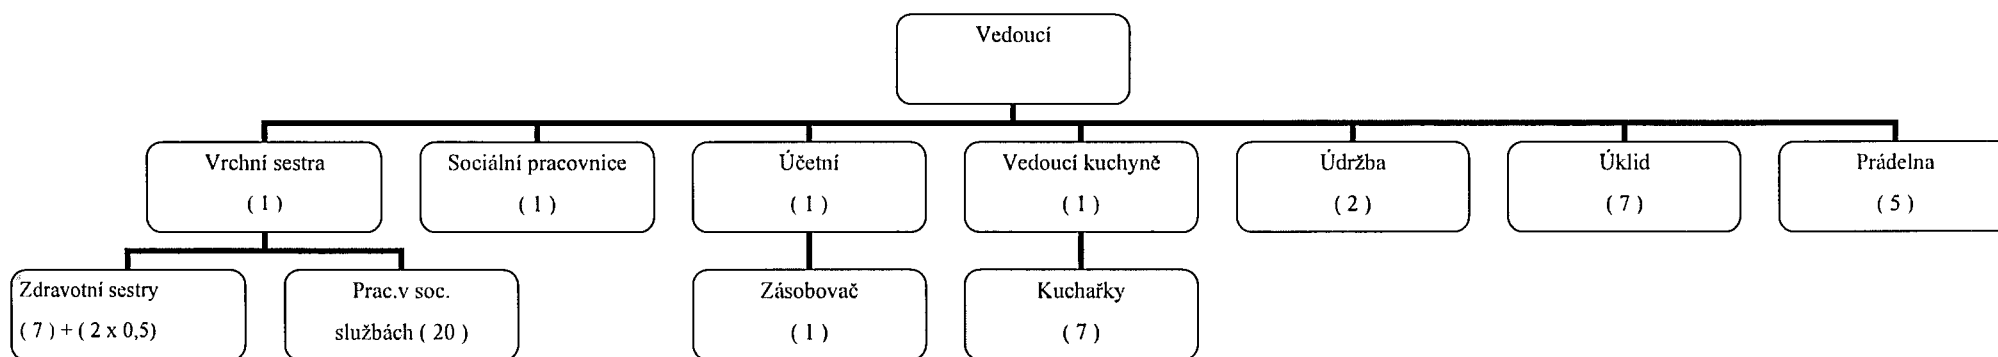 Vedoucí
Vrchní sestra
( 1 )
Sociální pracovnice
( 1 )
Účetní
( 1 )
Vedoucí kuchyně
( 1 )
Údržba
( 2 )
Úklid
( 7 )
Prádelna
( 5 )
Zdravotní sestry
( 7 ) + ( 2 x 0,5)
Prac.v soc.
službách ( 20 )
Zásobovač
( 1 )
Kuchařky
( 7 )